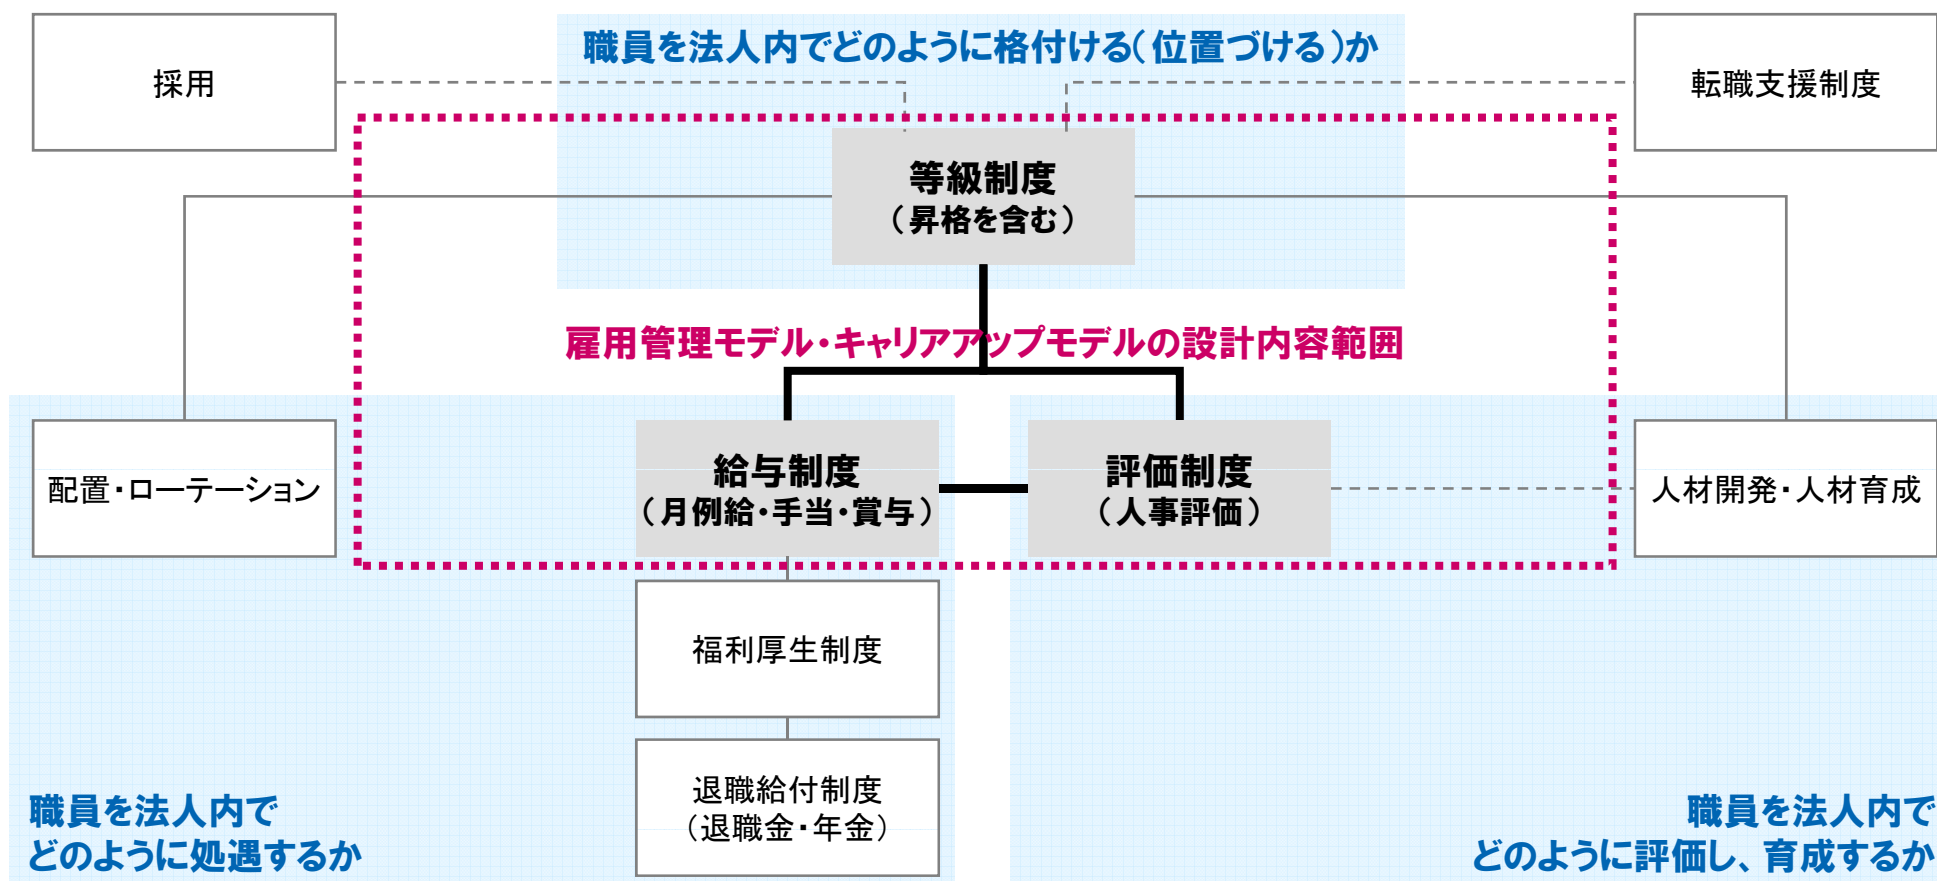 職員を法人内でどのように格付ける(位置づける)か
採用
転職支援制度
等級制度
(昇格を含む)
雇用管理モデル・キャリアアップモデルの設計内容範囲
配置・ローテーション
給与制度
(月例給・手当・賞与)
評価制度
(人事評価)
人材開発・人材育成
福利厚生制度
退職給付制度
(退職金・年金)
職員を法人内で
どのように処遇するか
職員を法人内で
どのように評価し、育成するか